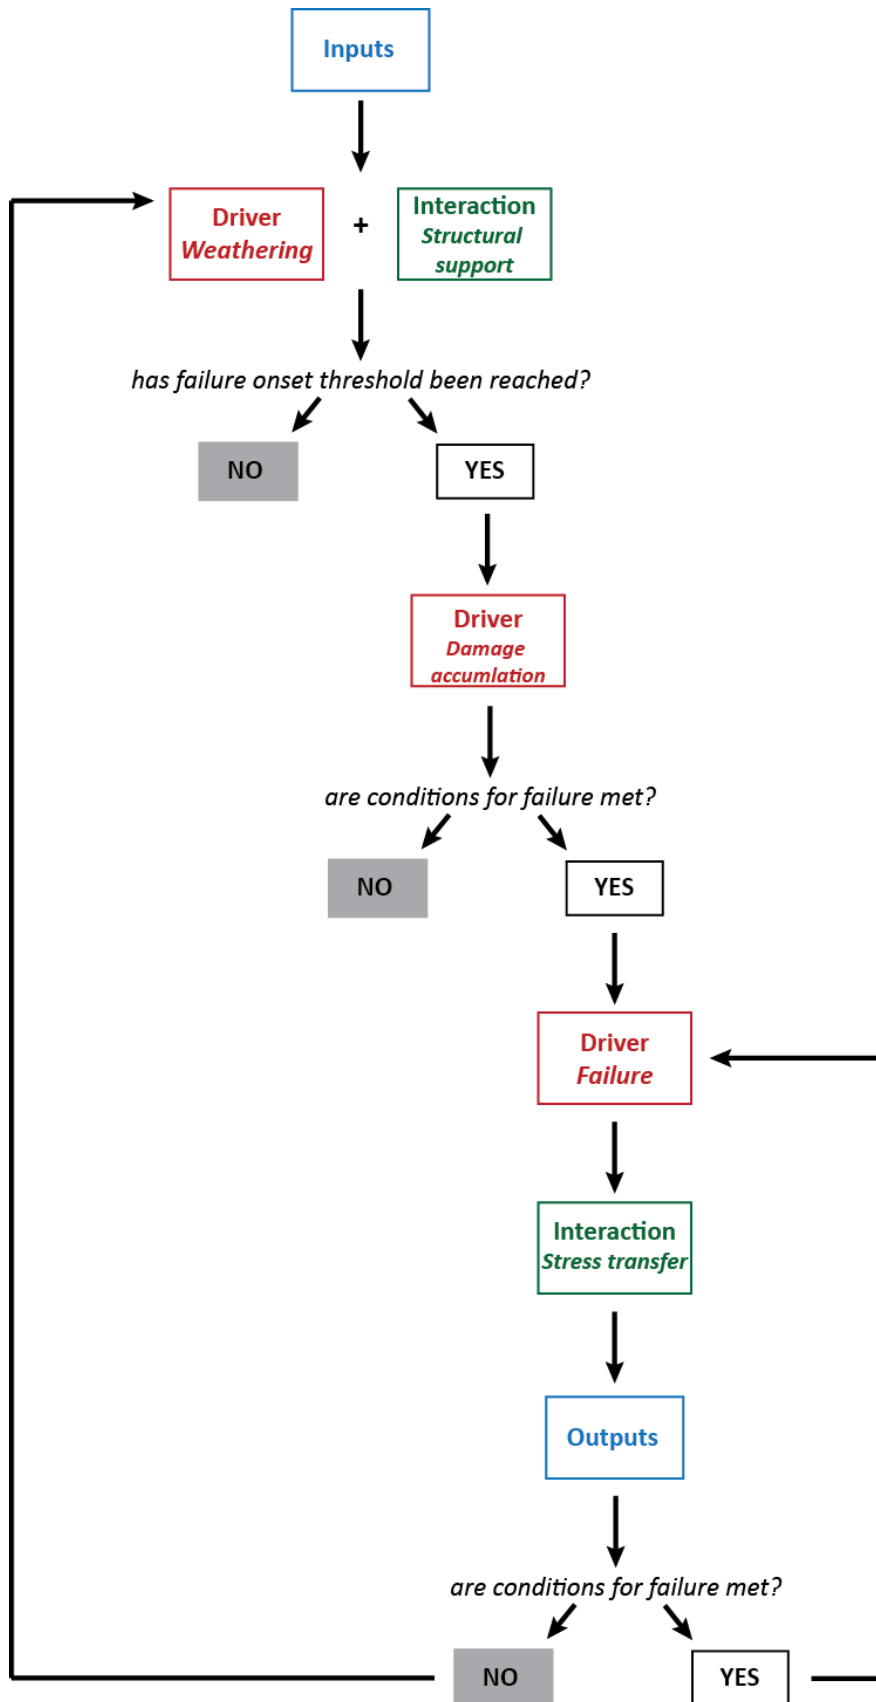 Inputs
Driver
Weathering
+
Interaction
Structural
support
has failure onset threshold been reached?
NO
YES
Driver
Damage
accumlation
are conditions for failure met?
NO
YES
Driver
Failure
Interaction
Stress transfer
Outputs
are conditions for failure met?
NO
YES